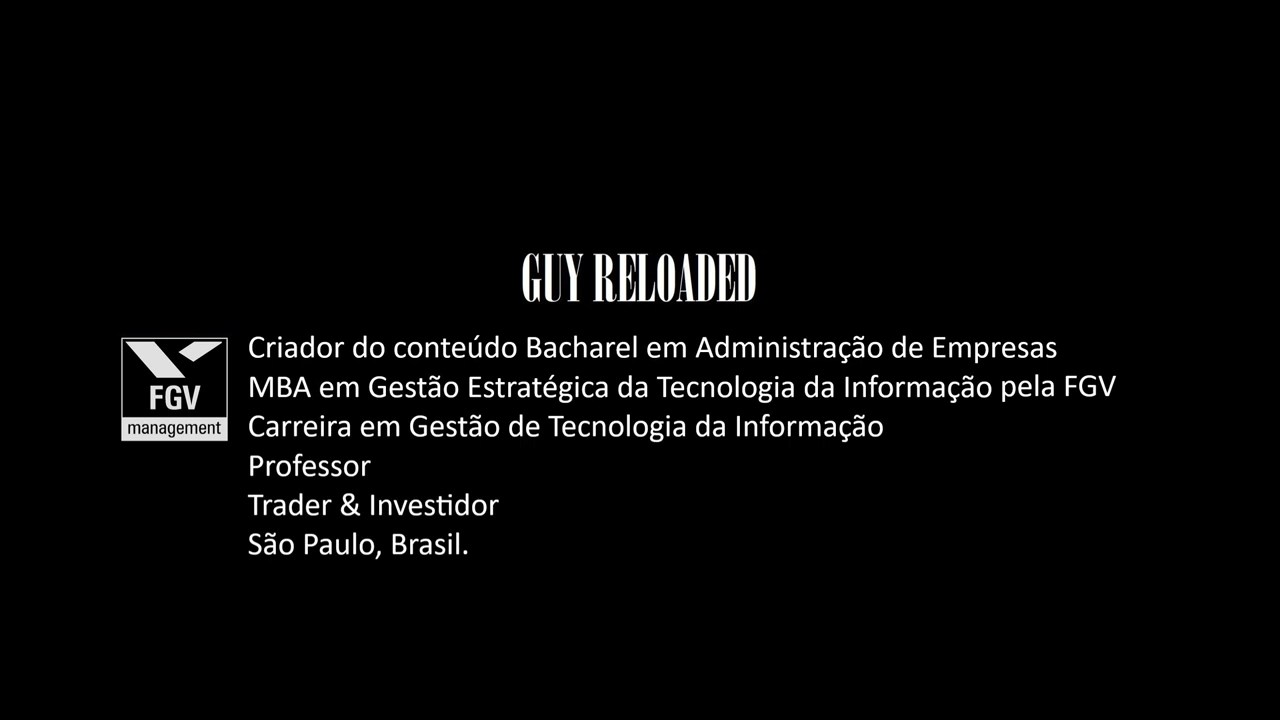 GUY RELOADED
Criador do conteúdo Bacharel em Administração de Empresas
MBA em Gestão Estratégica da Tecnologia da Informação pela FGV
Carreira em Gestão de Tecnologia da Informação
Professor
Trader & Investidor
São Paulo, Brasil.
FGV
management